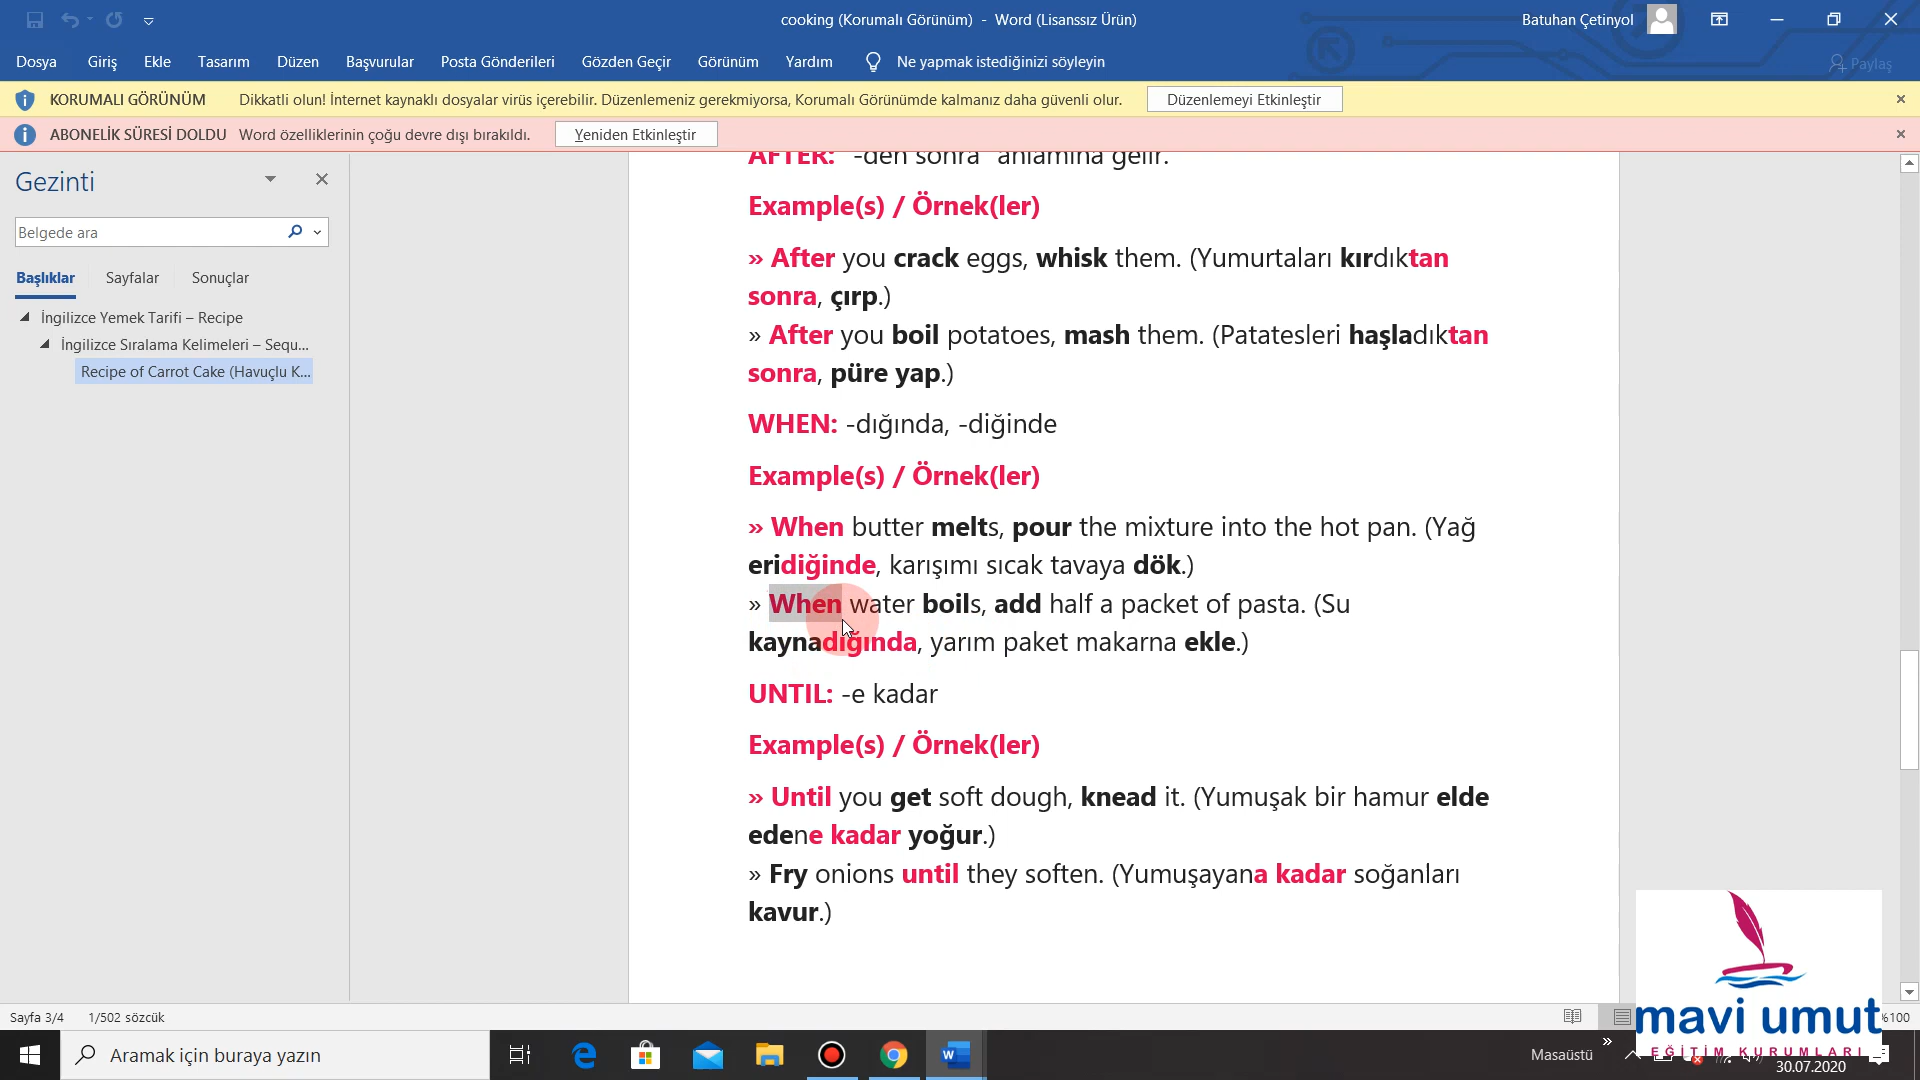 cooking (Korumalı Görünüm) - Word (Lisanssız Ürün)
Batuhan Çetinyol
Dosya Giriş Ekle Tasarım Düzen Başvurular Posta Gönderileri Gözden Geçir Görünüm Yardım Ne yapmak istediğinizi söyleyin
Paylaş
KORUMALI GÖRÜNÜM Dikkatli olun! İnternet kaynaklı dosyalar virüs içerebilir. Düzenlemeniz gerekmiyorsa, Korumalı Görünümde kalmanız daha güvenli olur. Düzenlemeyi Etkinleştir
ABONELİK SÜRESİ DOLDU Word özelliklerinin çoğu devre dışı bırakıldı. Yeniden Etkinleştir
Gezinti
Belgede ara
Başlıklar Sayfalar Sonuçlar
İngilizce Yemek Tarifi – Recipe
İngilizce Sıralama Kelimeleri – Sequ...
Recipe of Carrot Cake (Havuçlu K...
AFTER: "-den sonra" anlamına gelir.
Example(s) / Örnek(ler)
» After you crack eggs, whisk them. (Yumurtaları kırdıktan
sonra, çırp.)
» After you boil potatoes, mash them. (Patatesleri haşladıktan
sonra, püre yap.)
WHEN: -dığında, -diğinde
Example(s) / Örnek(ler)
» When butter melts, pour the mixture into the hot pan. (Yağ
eridiğinde, karışımı sıcak tavaya dök.)
» When water boils, add half a packet of pasta. (Su
kaynadığında, yarım paket makarna ekle.)
UNTIL: -e kadar
Example(s) / Örnek(ler)
» Until you get soft dough, knead it. (Yumuşak bir hamur elde
edene kadar yoğur.)
» Fry onions until they soften. (Yumuşayana kadar soğanları
kavur.)
Sayfa 3/4 1/502 sözcük
%100
mavi umut
EĞİTİM KURUMLARI
Aramak için buraya yazın
Masaüstü
30.07.2020